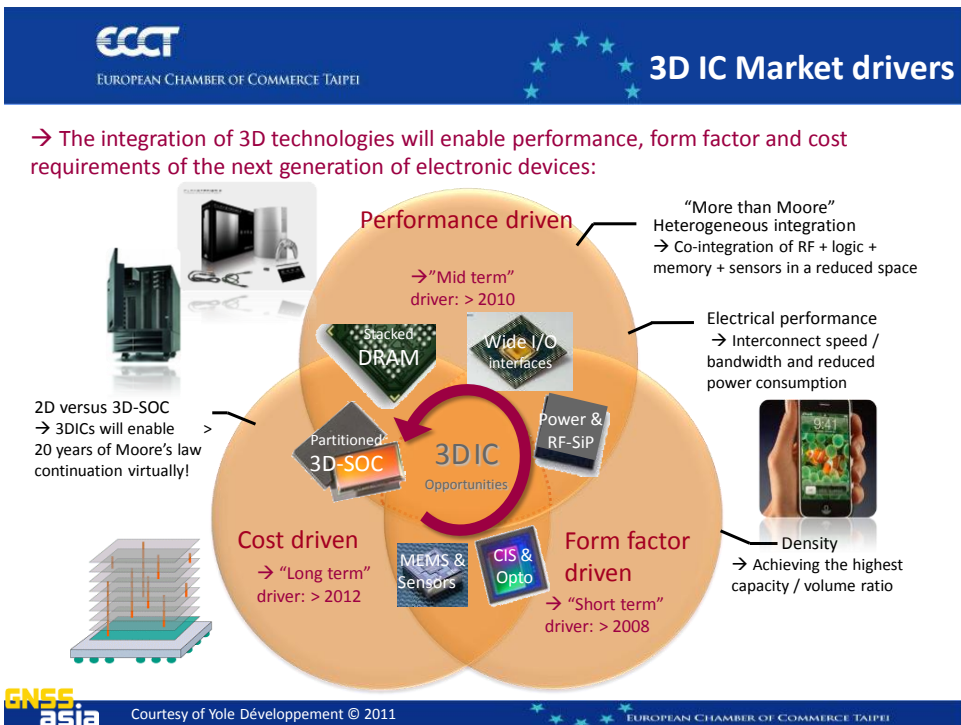 ECCT
EUROPEAN CHAMBER OF COMMERCE TAIPEI
3D IC Market drivers
→ The integration of 3D technologies will enable performance, form factor and cost
requirements of the next generation of electronic devices:
Performance driven
→"Mid term"
driver: > 2010
“More than Moore”
Heterogeneous integration
→ Co-integration of RF + logic +
memory + sensors in a reduced space
Stacked
DRAM
Wide I/O
interfaces
Electrical performance
→ Interconnect speed /
bandwidth and reduced
power consumption
2D versus 3D-SOC
→ 3DICs will enable >
20 years of Moore’s law
continuation virtually!
Partitioned
3D-SOC
3D IC
Opportunities
Power &
RF-SiP
9:41
Cost driven
→ “Long term”
driver: > 2012
MEMS &
Sensors
CIS &
Opto
Form factor
driven
→ “Short term”
driver: > 2008
Density
→ Achieving the highest
capacity / volume ratio
GNSS
asia
Courtesy of Yole Développement © 2011
EUROPEAN CHAMBER OF COMMERCE TAIPEI